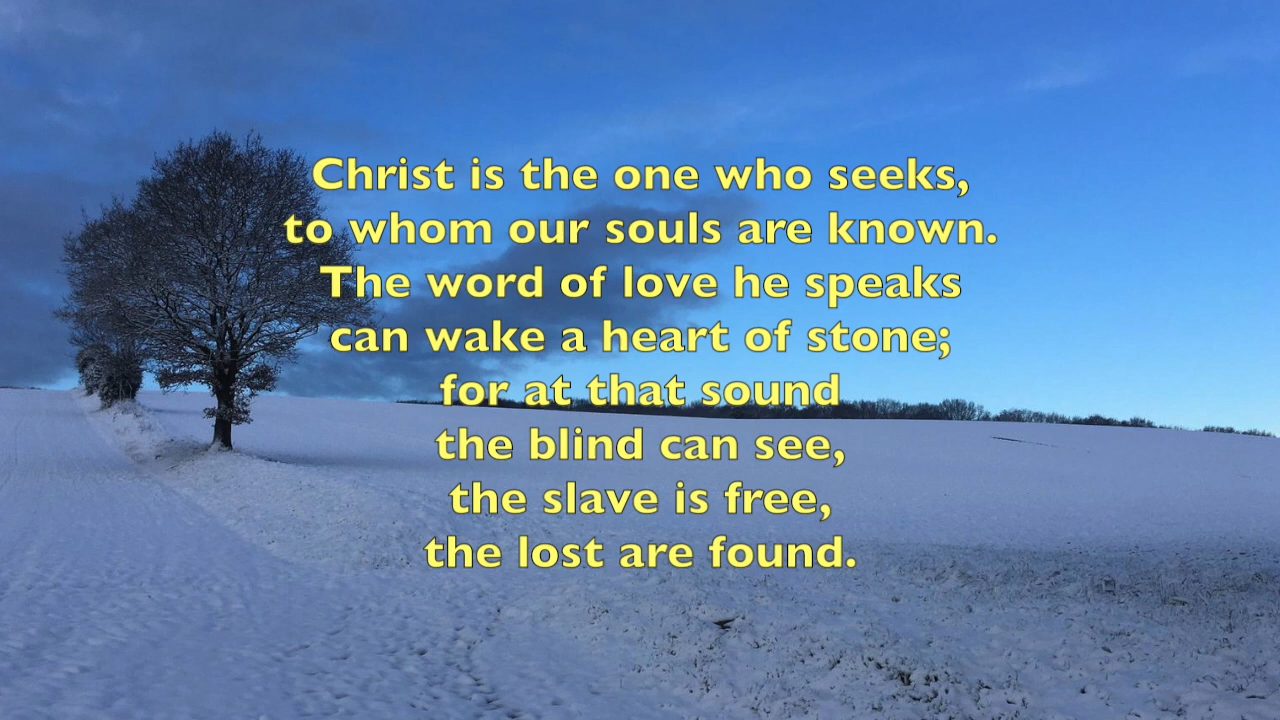 Christ is the one who seeks,
to whom our souls are known.
The word of love he speaks
can wake a heart of stone;
for at that sound
the blind can see,
the slave is free,
the lost are found.